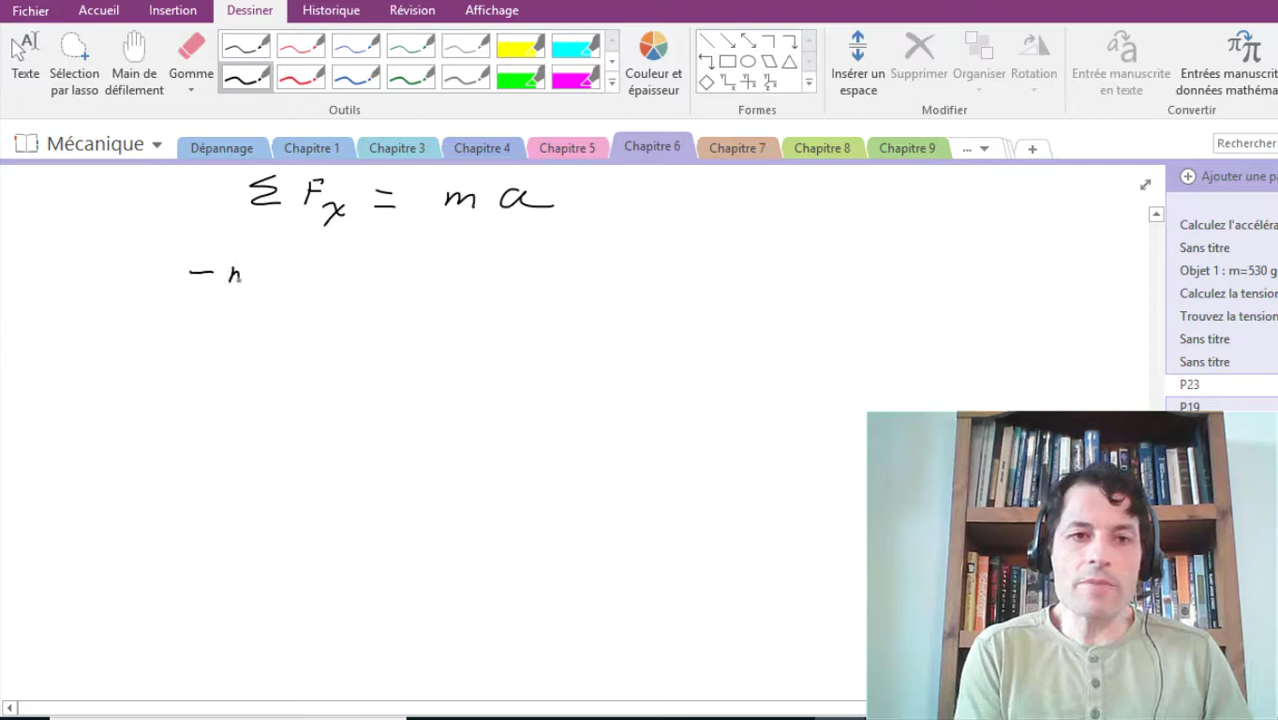 Fichier Accueil Insertion Dessiner Historique Révision Affichage
Texte
Sélection par lasso
Main de défilement
Gomme
Couleur et épaisseur
Insérer un espace
Supprimer
Organiser
Rotation
Entrée manuscrite en texte
Entrées manuscrit
données mathéma
Outils Formes Modifier Convertir
Mécanique Dépannage Chapitre 1 Chapitre 3 Chapitre 4 Chapitre 5 Chapitre 6 Chapitre 7 Chapitre 8 Chapitre 9 ... Rechercher
Ajouter une pa
Σ Fx = m a
Calculez l'accéléra
Sans titre
Objet 1 : m=530 g
Calculez la tension
Trouvez la tension
Sans titre
Sans titre
P23
P19